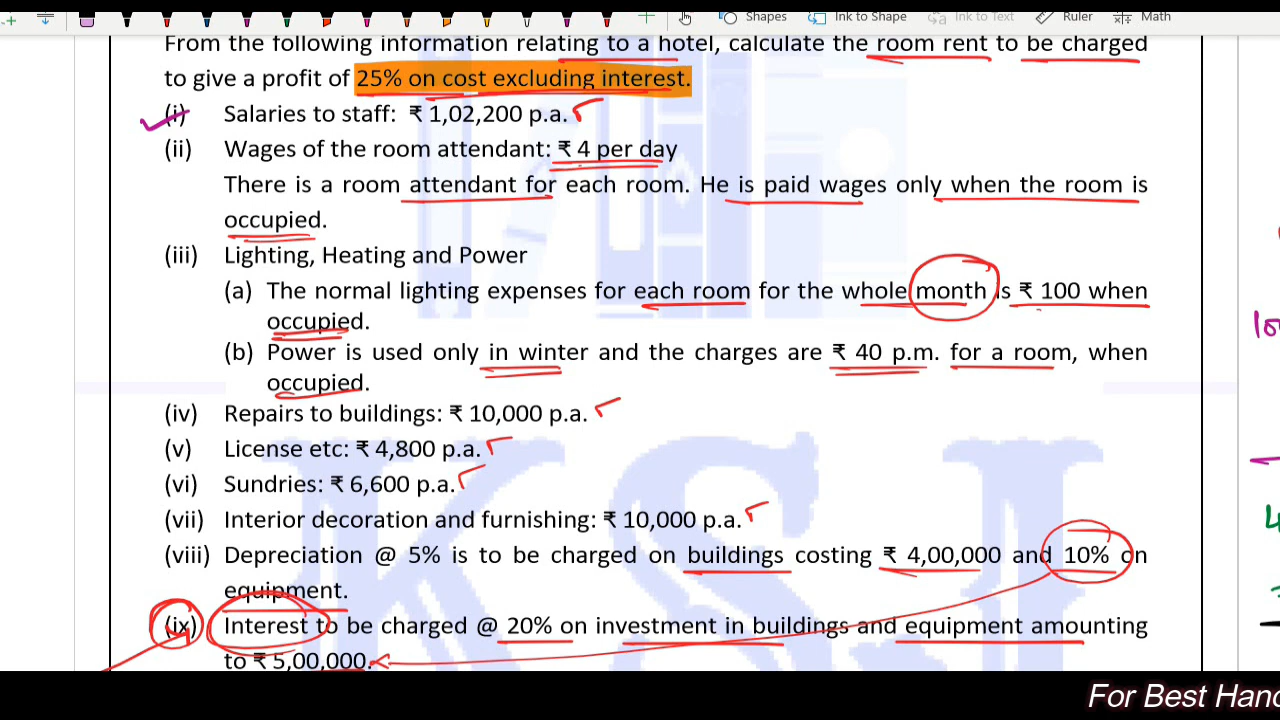 Shapes Ink to Shape Ink to Text Ruler Math
From the following information relating to a hotel, calculate the room rent to be charged
to give a profit of 25% on cost excluding interest.
(i) Salaries to staff: ₹ 1,02,200 p.a.
(ii) Wages of the room attendant: ₹ 4 per day
There is a room attendant for each room. He is paid wages only when the room is
occupied.
(iii) Lighting, Heating and Power
(a) The normal lighting expenses for each room for the whole month is ₹ 100 when
occupied.
(b) Power is used only in winter and the charges are ₹ 40 p.m. for a room, when
occupied.
(iv) Repairs to buildings: ₹ 10,000 p.a.
(v) License etc: ₹ 4,800 p.a.
(vi) Sundries: ₹ 6,600 p.a.
(vii) Interior decoration and furnishing: ₹ 10,000 p.a.
(viii) Depreciation @ 5% is to be charged on buildings costing ₹ 4,00,000 and 10% on
equipment.
(ix) Interest to be charged @ 20% on investment in buildings and equipment amounting
to ₹ 5,00,000.
KSJ
For Best Hand